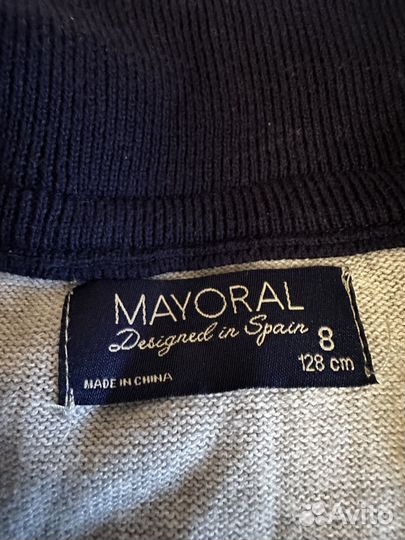 MAYORAL
Designed in Spain
8
128 cm
MADE IN CHINA
Avito